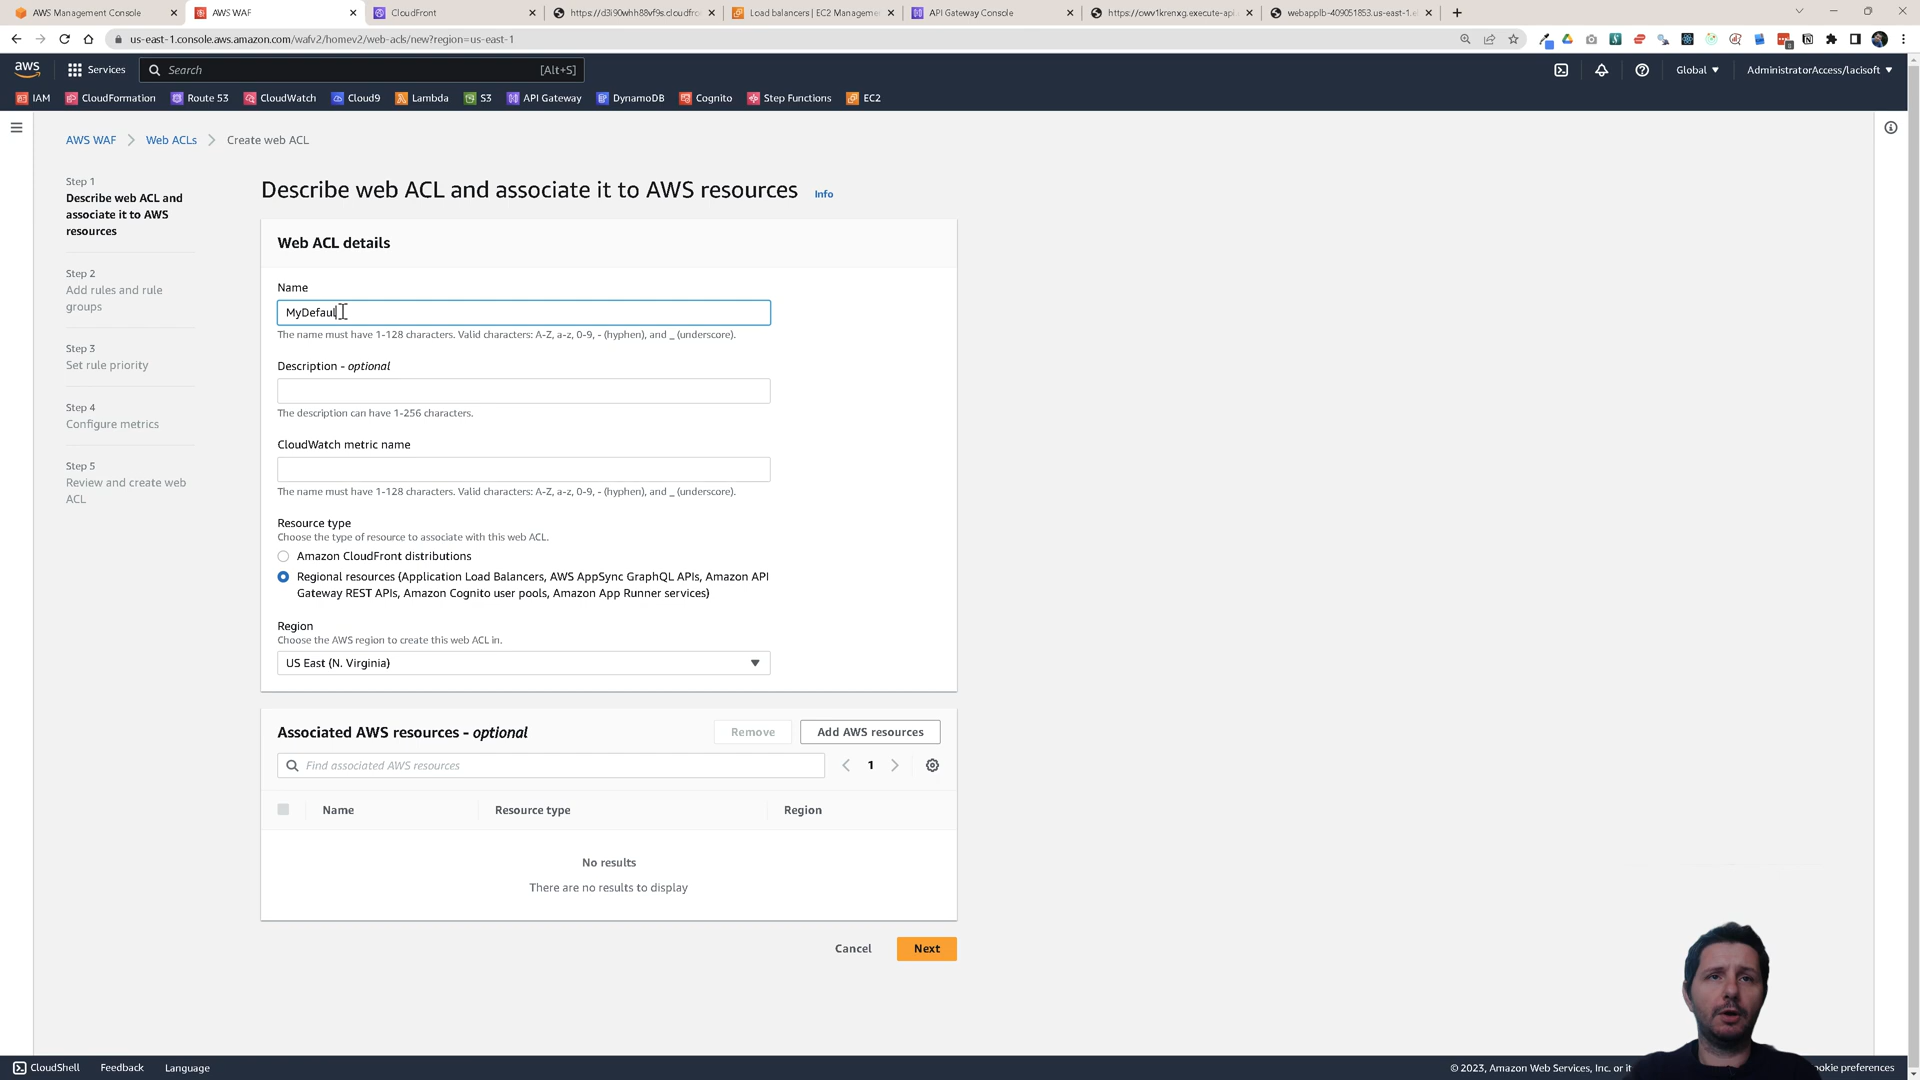 AWS Management Console
AWS WAF
CloudFront
https://d3i90whh88vf9s.cloudfro
Load balancers | EC2 Manageme
API Gateway Console
https://owv1krenxg.execute-api.
webapplb-409051853.us-east-1.el
us-east-1.console.aws.amazon.com/wafv2/homev2/web-acls/new?region=us-east-1
aws
Services
Search
[Alt+S]
Global
AdministratorAccess/lacisoft
IAM
CloudFormation
Route 53
CloudWatch
Cloud9
Lambda
S3
API Gateway
DynamoDB
Cognito
Step Functions
EC2
AWS WAF
Web ACLs
Create web ACL
Step 1
Describe web ACL and
associate it to AWS
resources
Step 2
Add rules and rule
groups
Step 3
Set rule priority
Step 4
Configure metrics
Step 5
Review and create web
ACL
Describe web ACL and associate it to AWS resources
Info
Web ACL details
Name
MyDefaul
The name must have 1-128 characters. Valid characters: A-Z, a-z, 0-9, - (hyphen), and _ (underscore).
Description - optional
The description can have 1-256 characters.
CloudWatch metric name
The name must have 1-128 characters. Valid characters: A-Z, a-z, 0-9, - (hyphen), and _ (underscore).
Resource type
Choose the type of resource to associate with this web ACL.
Amazon CloudFront distributions
Regional resources (Application Load Balancers, AWS AppSync GraphQL APIs, Amazon API
Gateway REST APIs, Amazon Cognito user pools, Amazon App Runner services)
Region
Choose the AWS region to create this web ACL in.
US East (N. Virginia)
Associated AWS resources - optional
Remove
Add AWS resources
Find associated AWS resources
1
Name
Resource type
Region
No results
There are no results to display
Cancel
Next
CloudShell
Feedback
Language
© 2023, Amazon Web Services, Inc. or it
ookie preferences